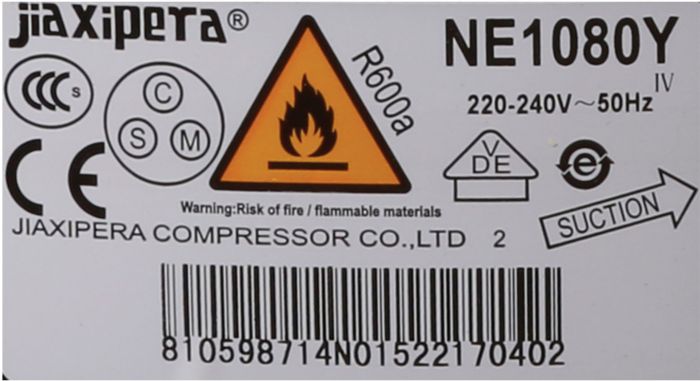 jiaxipera®
NE1080Y
IV
220-240V~50Hz
R600a
CCC S
C
S M
CE
VDE
e
Warning:Risk of fire / flammable materials
SUCTION
JIAXIPERA COMPRESSOR CO.,LTD 2
810598714N01522170402